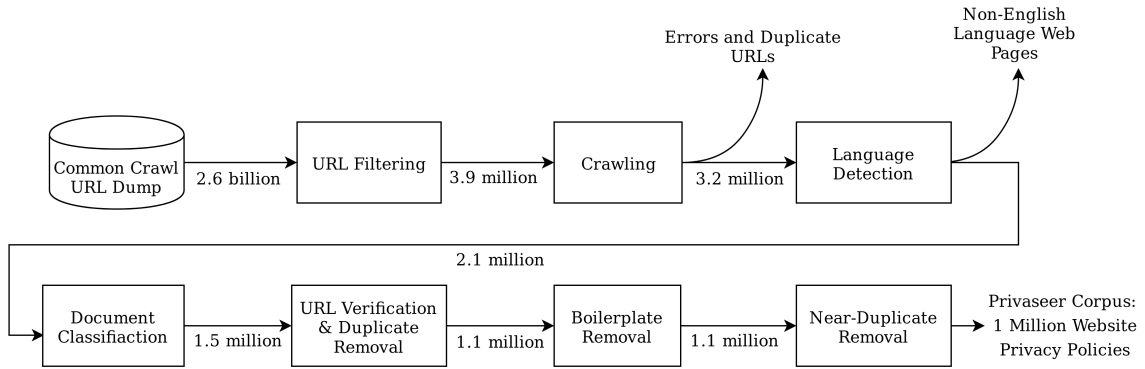 Errors and Duplicate
URLs
Non-English
Language Web
Pages
Common Crawl
URL Dump
2.6 billion
URL Filtering
3.9 million
Crawling
3.2 million
Language
Detection
2.1 million
Document
Classifiaction
1.5 million
URL Verification
& Duplicate
Removal
1.1 million
Boilerplate
Removal
1.1 million
Near-Duplicate
Removal
Privaseer Corpus:
1 Million Website
Privacy Policies